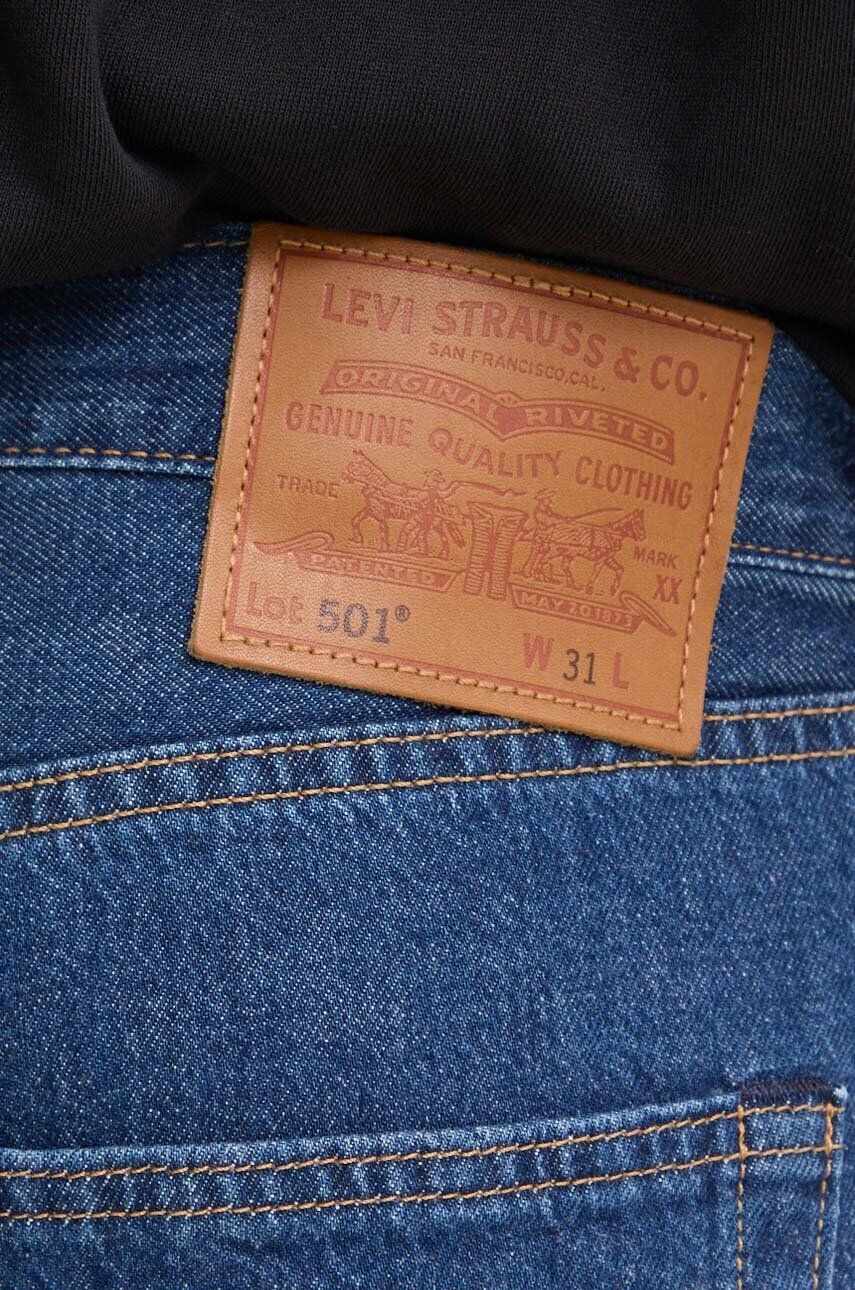 LEVI STRAUSS & CO.
SAN FRANCISCO, CAL.
ORIGINAL RIVETED
GENUINE QUALITY CLOTHING
TRADE MARK
XX
PATENTED MAY 20 1873
Lot 501® W 31 L